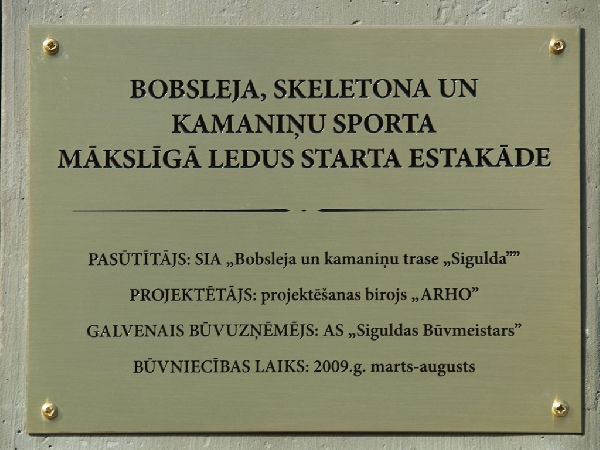 BOBSLEJA, SKELETONA UN
KAMANIŅU SPORTA
MĀKSLĪGĀ LEDUS STARTA ESTAKĀDE
PASŪTĪTĀJS: SIA „Bobsleja un kamaniņu trase „Sigulda””
PROJEKTĒTĀJS: projektēšanas birojs „ARHO”
GALVENAIS BŪVUZŅĒMĒJS: AS „Siguldas Būvmeistars”
BŪVNIECĪBAS LAIKS: 2009.g. marts-augusts